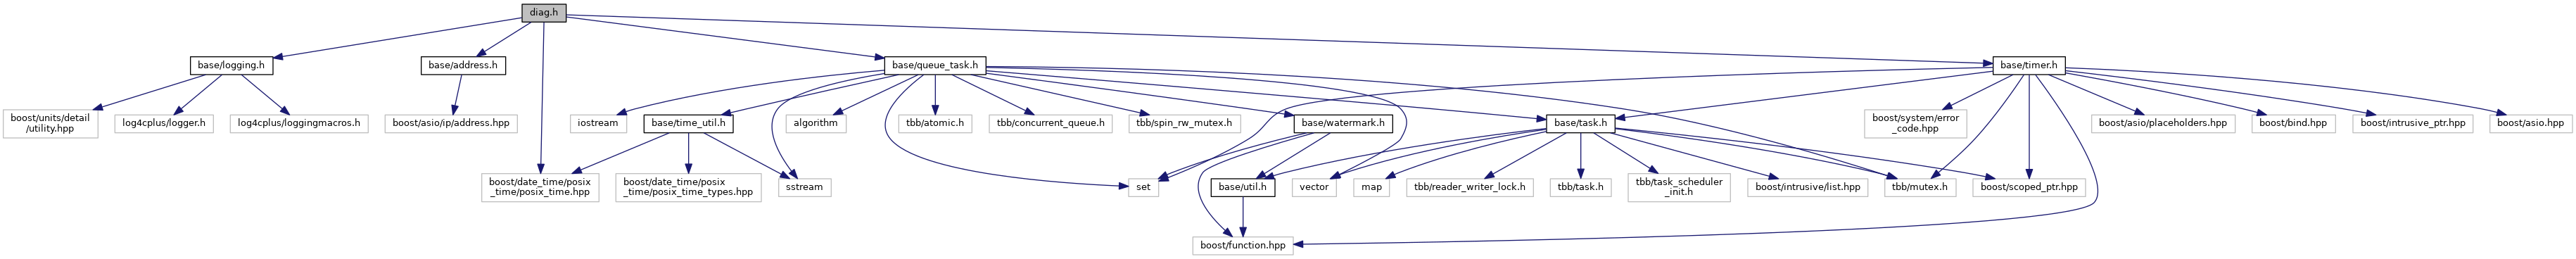 diag.h
base/logging.h
base/address.h
base/queue_task.h
base/timer.h
boost/units/detail
/utility.hpp
log4cplus/logger.h
log4cplus/loggingmacros.h
boost/asio/ip/address.hpp
iostream
base/time_util.h
algorithm
tbb/atomic.h
tbb/concurrent_queue.h
tbb/spin_rw_mutex.h
base/watermark.h
base/task.h
boost/system/error
_code.hpp
boost/asio/placeholders.hpp
boost/bind.hpp
boost/intrusive_ptr.hpp
boost/asio.hpp
boost/date_time/posix
_time/posix_time.hpp
boost/date_time/posix
_time/posix_time_types.hpp
sstream
set
base/util.h
vector
map
tbb/reader_writer_lock.h
tbb/task.h
tbb/task_scheduler
_init.h
boost/intrusive/list.hpp
tbb/mutex.h
boost/scoped_ptr.hpp
boost/function.hpp